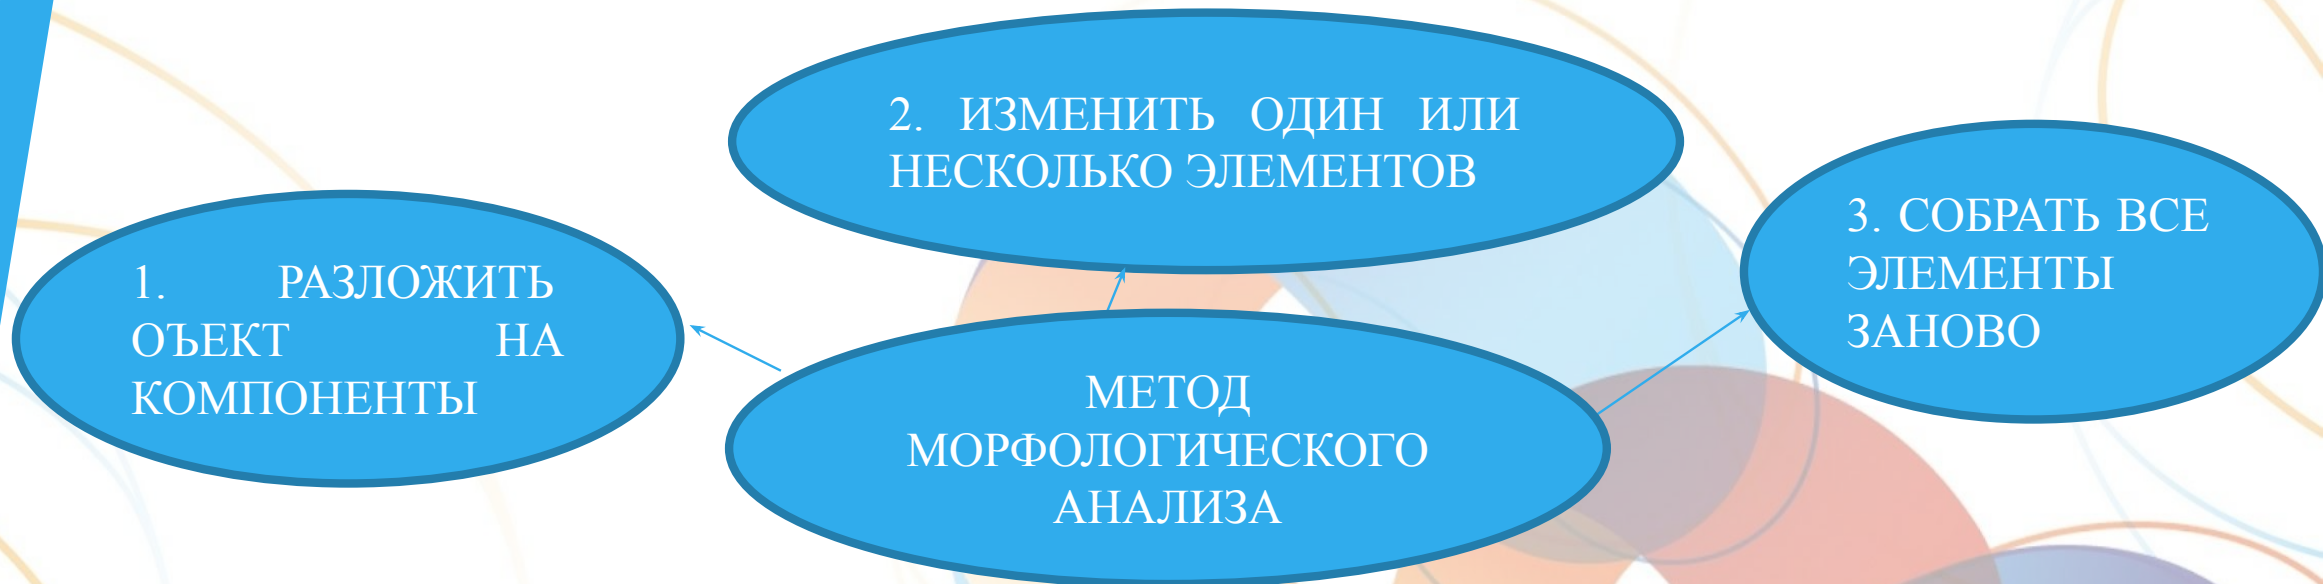 2. ИЗМЕНИТЬ ОДИН ИЛИ
НЕСКОЛЬКО ЭЛЕМЕНТОВ
3. СОБРАТЬ ВСЕ
ЭЛЕМЕНТЫ
ЗАНОВО
1. РАЗЛОЖИТЬ
ОЪЕКТ НА
КОМПОНЕНТЫ
МЕТОД
МОРФОЛОГИЧЕСКОГО
АНАЛИЗА